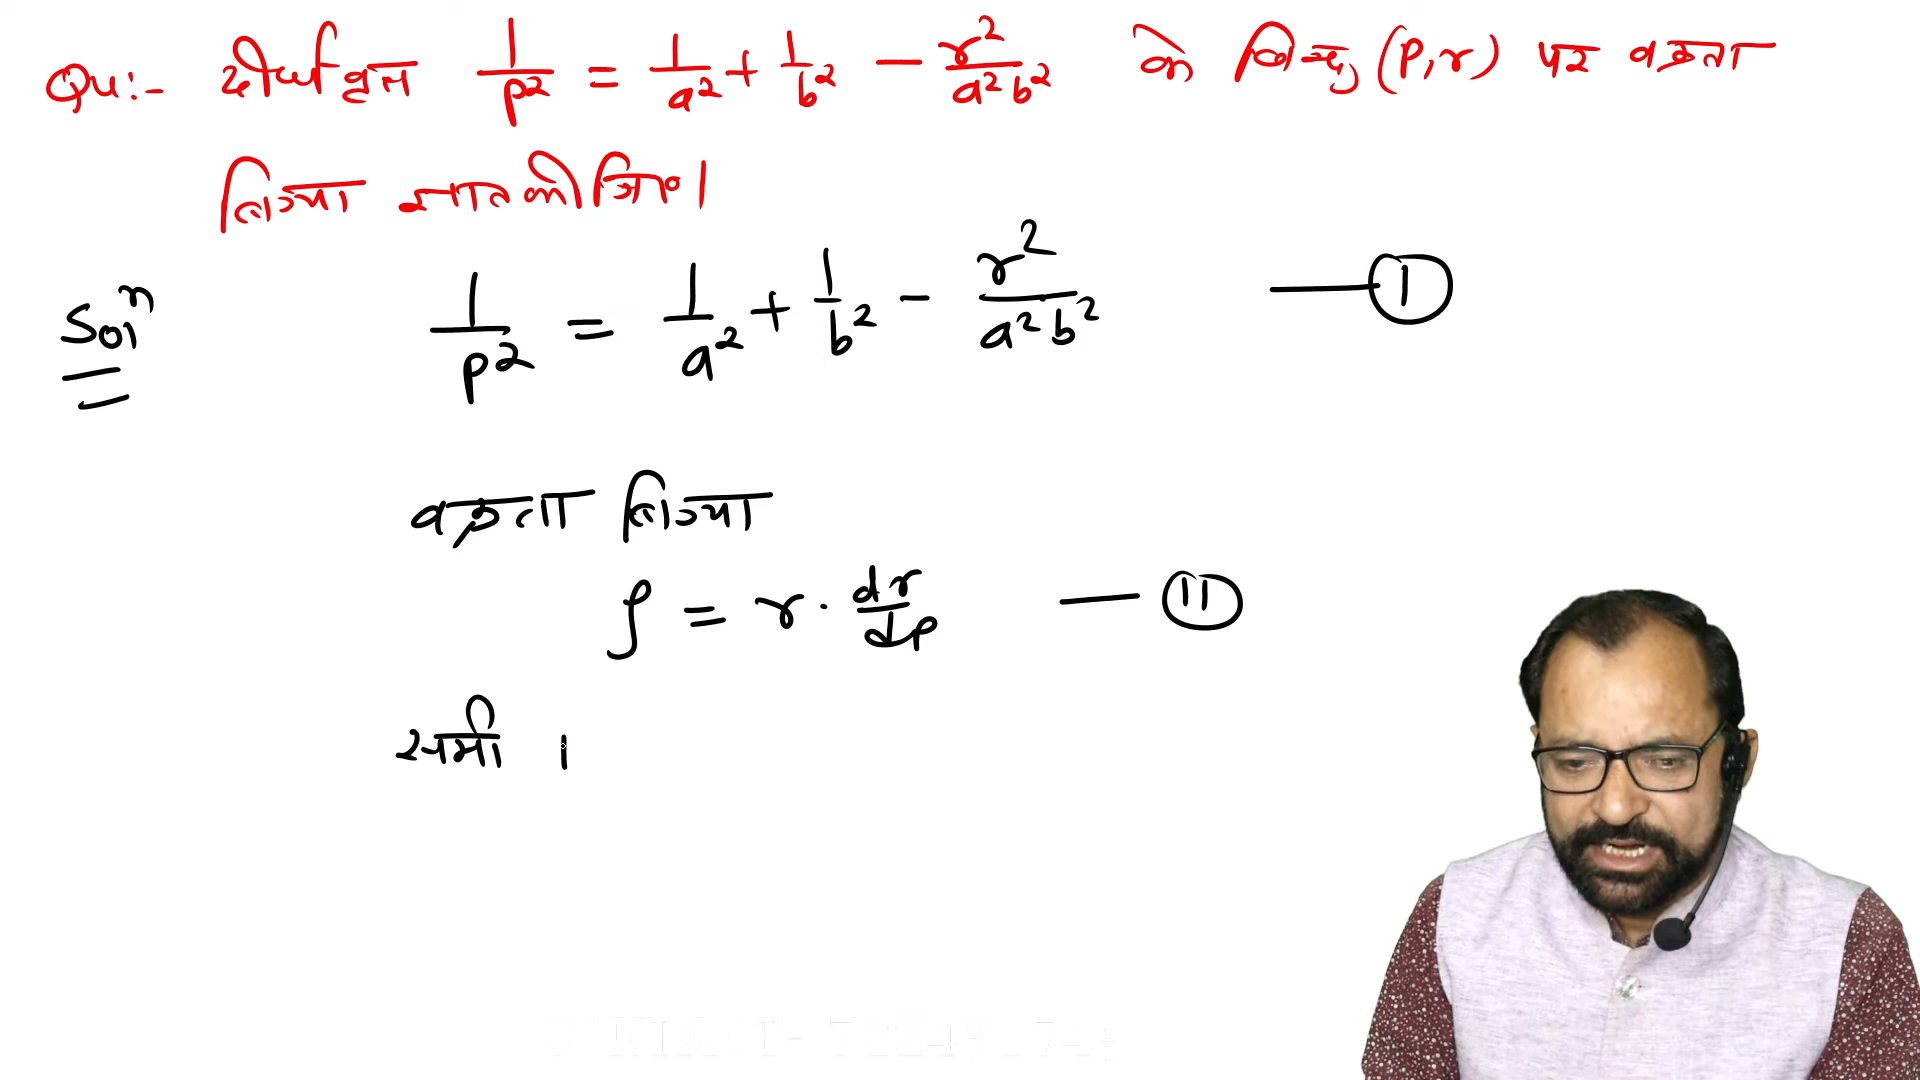 Qu:- दीर्घवृत्त 1/p² = 1/a² + 1/b² - r²/a²b² के बिन्दु (p,r) पर वक्रता
त्रिज्या ज्ञात कीजिए।
Solⁿ 1/p² = 1/a² + 1/b² - r²/a²b² — (I)
वक्रता त्रिज्या
ρ = r · dr/dp — (II)
समी 1